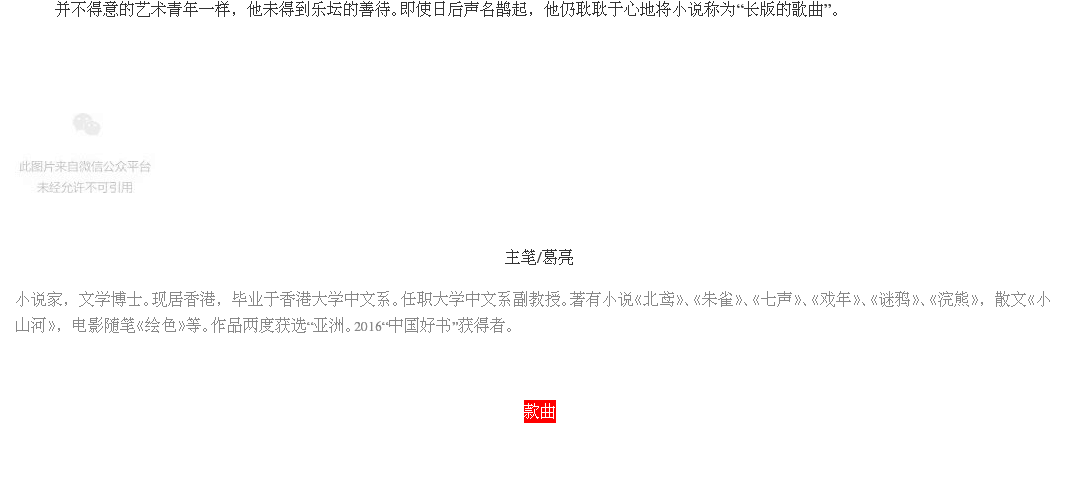 并不得意的艺术青年一样，他未得到乐坛的善待。即使日后声名鹊起，他仍耿耿于心地将小说称为“长版的歌曲”。
此图片来自微信公众平台
未经允许不可引用
主笔/葛亮
小说家，文学博士。现居香港，毕业于香港大学中文系。任职大学中文系副教授。著有小说《北鸢》、《朱雀》、《七声》、《戏年》、《谜鸦》、《浣熊》，散文《小
山河》，电影随笔《绘色》等。作品两度获选“亚洲。2016“中国好书”获得者。
款曲